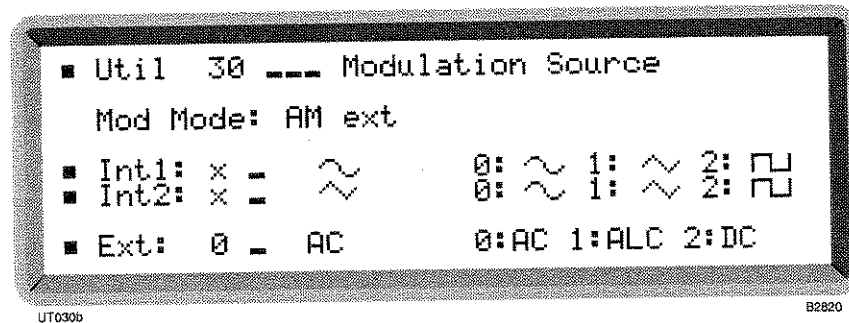 ▪ Util 30 ___ Modulation Source
Mod Mode: AM ext
▪ Int1: x _ ∿ 0: ∿ 1: ◠◡ 2: ⊓⊔
▪ Int2: x _ ∿ 0: ∿ 1: ◠◡ 2: ⊓⊔
▪ Ext: 0 _ AC 0:AC 1:ALC 2:DC
UT030b
B2820